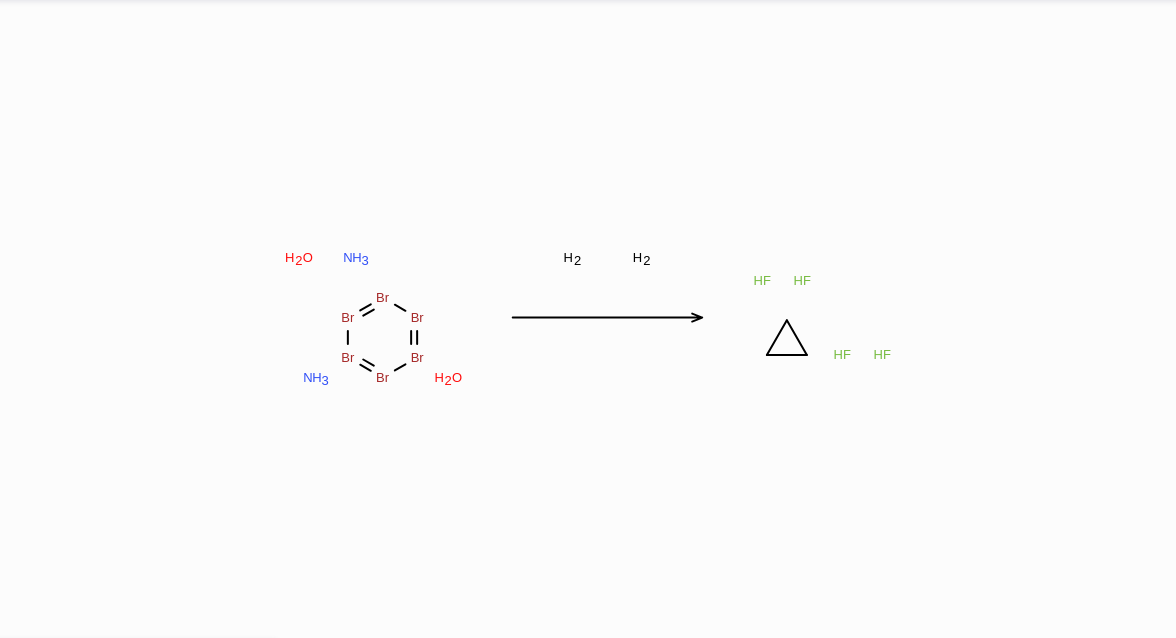 H2O NH3 H2 H2
HF HF
Br
Br Br
Br Br HF HF
NH3 Br H2O